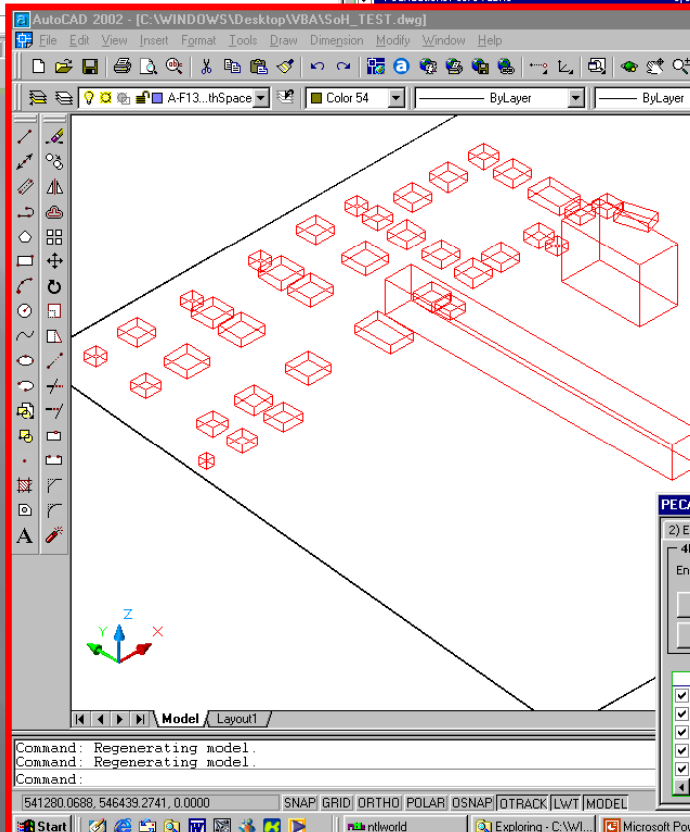 AutoCAD 2002 - [C:\WINDOWS\Desktop\VBA\SoH_TEST.dwg]
File Edit View Insert Format Tools Draw Dimension Modify Window Help
A-F13...thSpace Color 54 ByLayer ByLayer
Z
Y X
PECA
2) E
En
Model Layout1
Command: Regenerating model.
Command: Regenerating model.
Command:
541280.0688, 546439.2741, 0.0000 SNAP GRID ORTHO POLAR OSNAP OTRACK LWT MODEL
Start ntlworld Exploring - C:\WI... Microsoft Pow